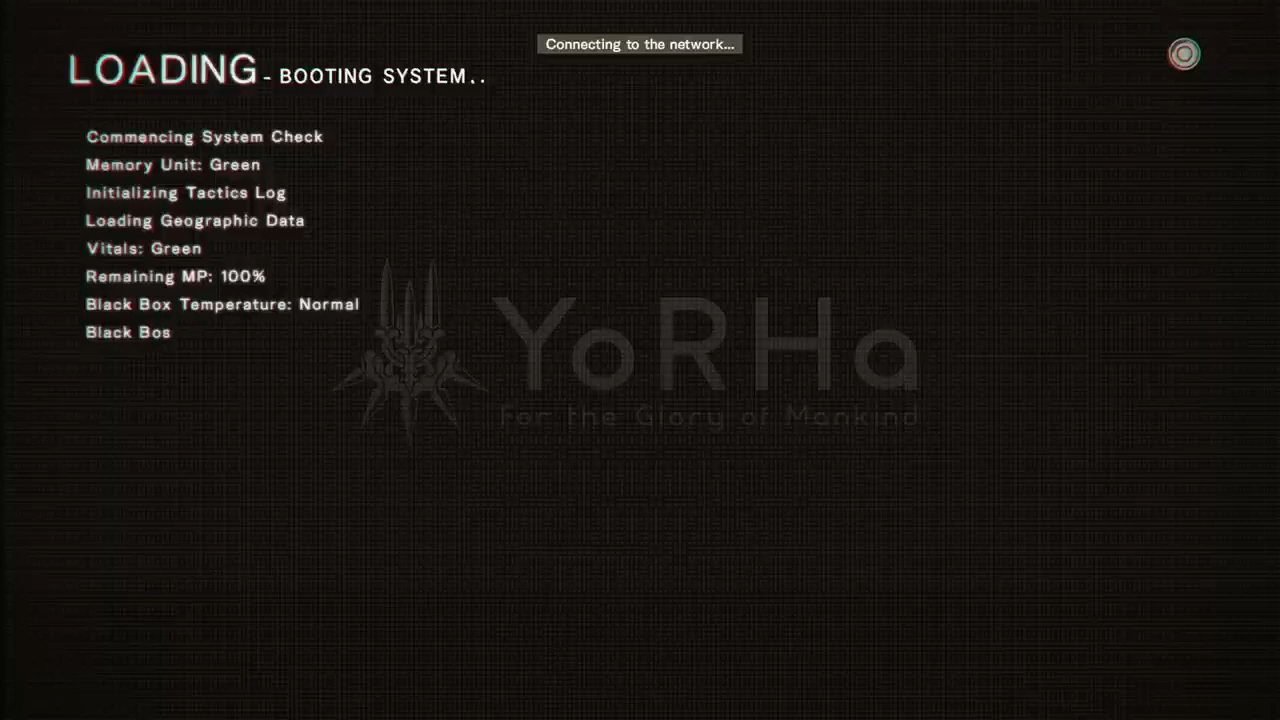 Connecting to the network...
LOADING - BOOTING SYSTEM..
Commencing System Check
Memory Unit: Green
Initializing Tactics Log
Loading Geographic Data
Vitals: Green
Remaining MP: 100%
Black Box Temperature: Normal
Black Bos
YoRHa
For the Glory of Mankind